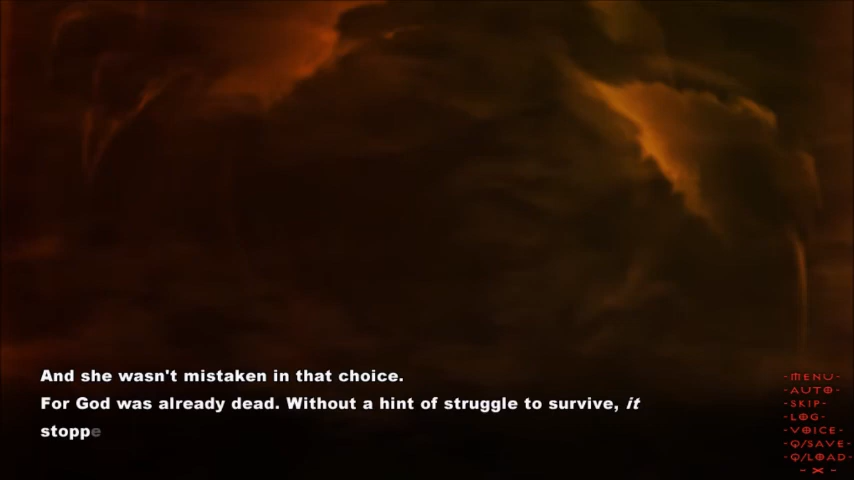 And she wasn't mistaken in that choice.
For God was already dead. Without a hint of struggle to survive, it
stoppe
-MENU-
-AUTO-
-SKIP-
-LOG-
-VOICE-
-Q/SAVE-
-Q/LOAD-
-X-